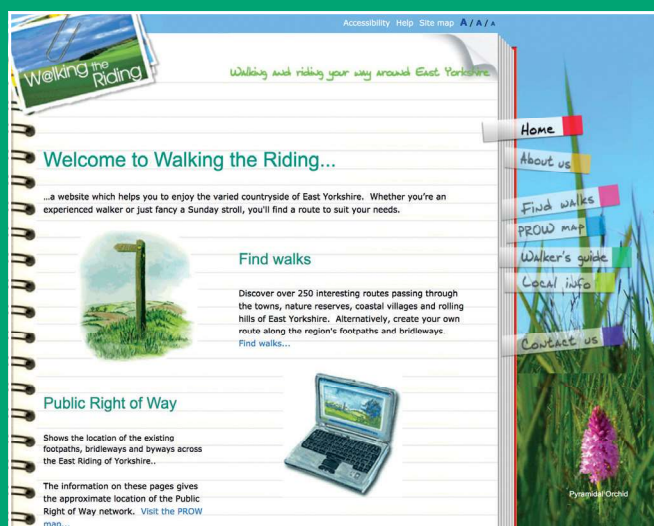 Accessibility Help Site map A / A / A
Walking the
Riding
Walking and riding your way around East Yorkshire
Home
About us
Find walks
PROW map
Walker's guide
Local info
Contact us
Welcome to Walking the Riding...
...a website which helps you to enjoy the varied countryside of East Yorkshire. Whether you're an
experienced walker or just fancy a Sunday stroll, you'll find a route to suit your needs.
Find walks
Discover over 250 interesting routes passing through
the towns, nature reserves, coastal villages and rolling
hills of East Yorkshire. Alternatively, create your own
route along the region's footpaths and bridleways.
Find walks...
Public Right of Way
Shows the location of the existing
footpaths, bridleways and byways across
the East Riding of Yorkshire..
The information on these pages gives
the approximate location of the Public
Right of Way network. Visit the PROW
map...
Pyramidal Orchid